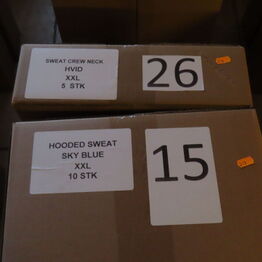 SWEAT CREW NECK
HVID
XXL
5 STK
26
HOODED SWEAT
SKY BLUE
XXL
10 STK
15